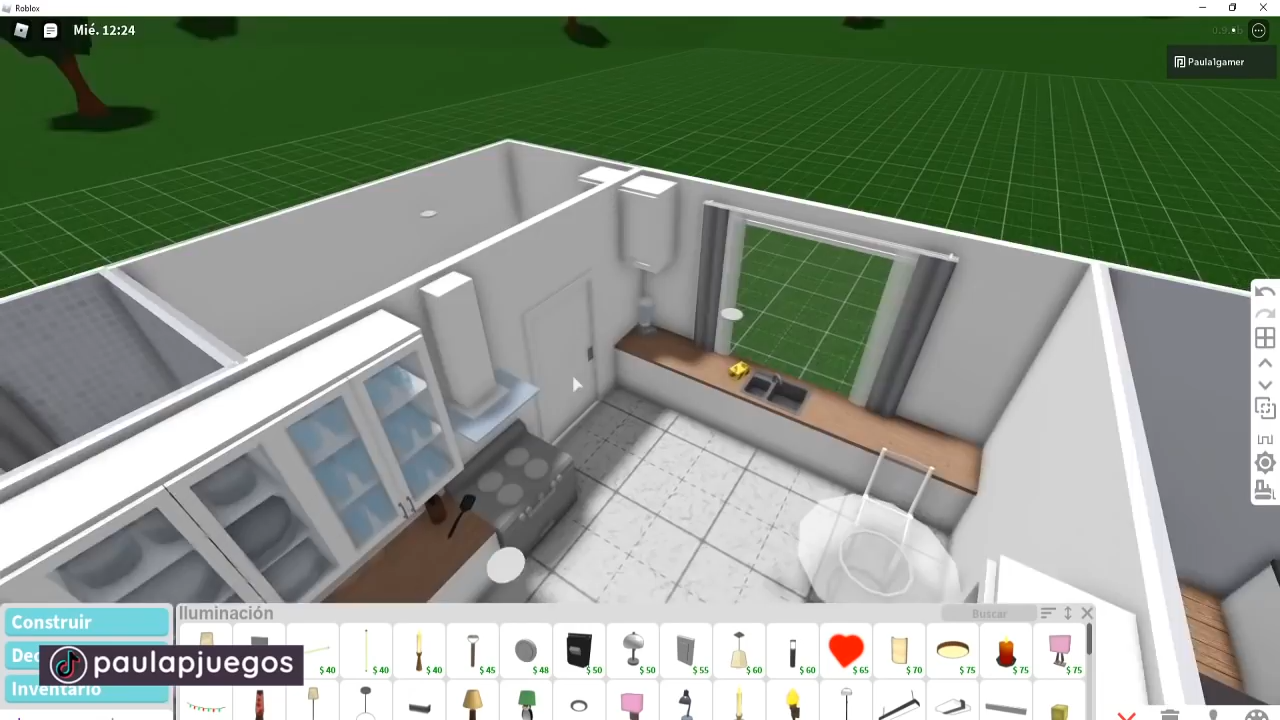 Roblox
Mié. 12:24
Paula1gamer
Construir
Iluminación
Buscar
Inventario
paulapjuegos
$ 40
$ 40
$ 40
$ 45
$ 48
$ 50
$ 50
$ 55
$ 60
$ 60
$ 65
$ 70
$ 75
$ 75
$ 75